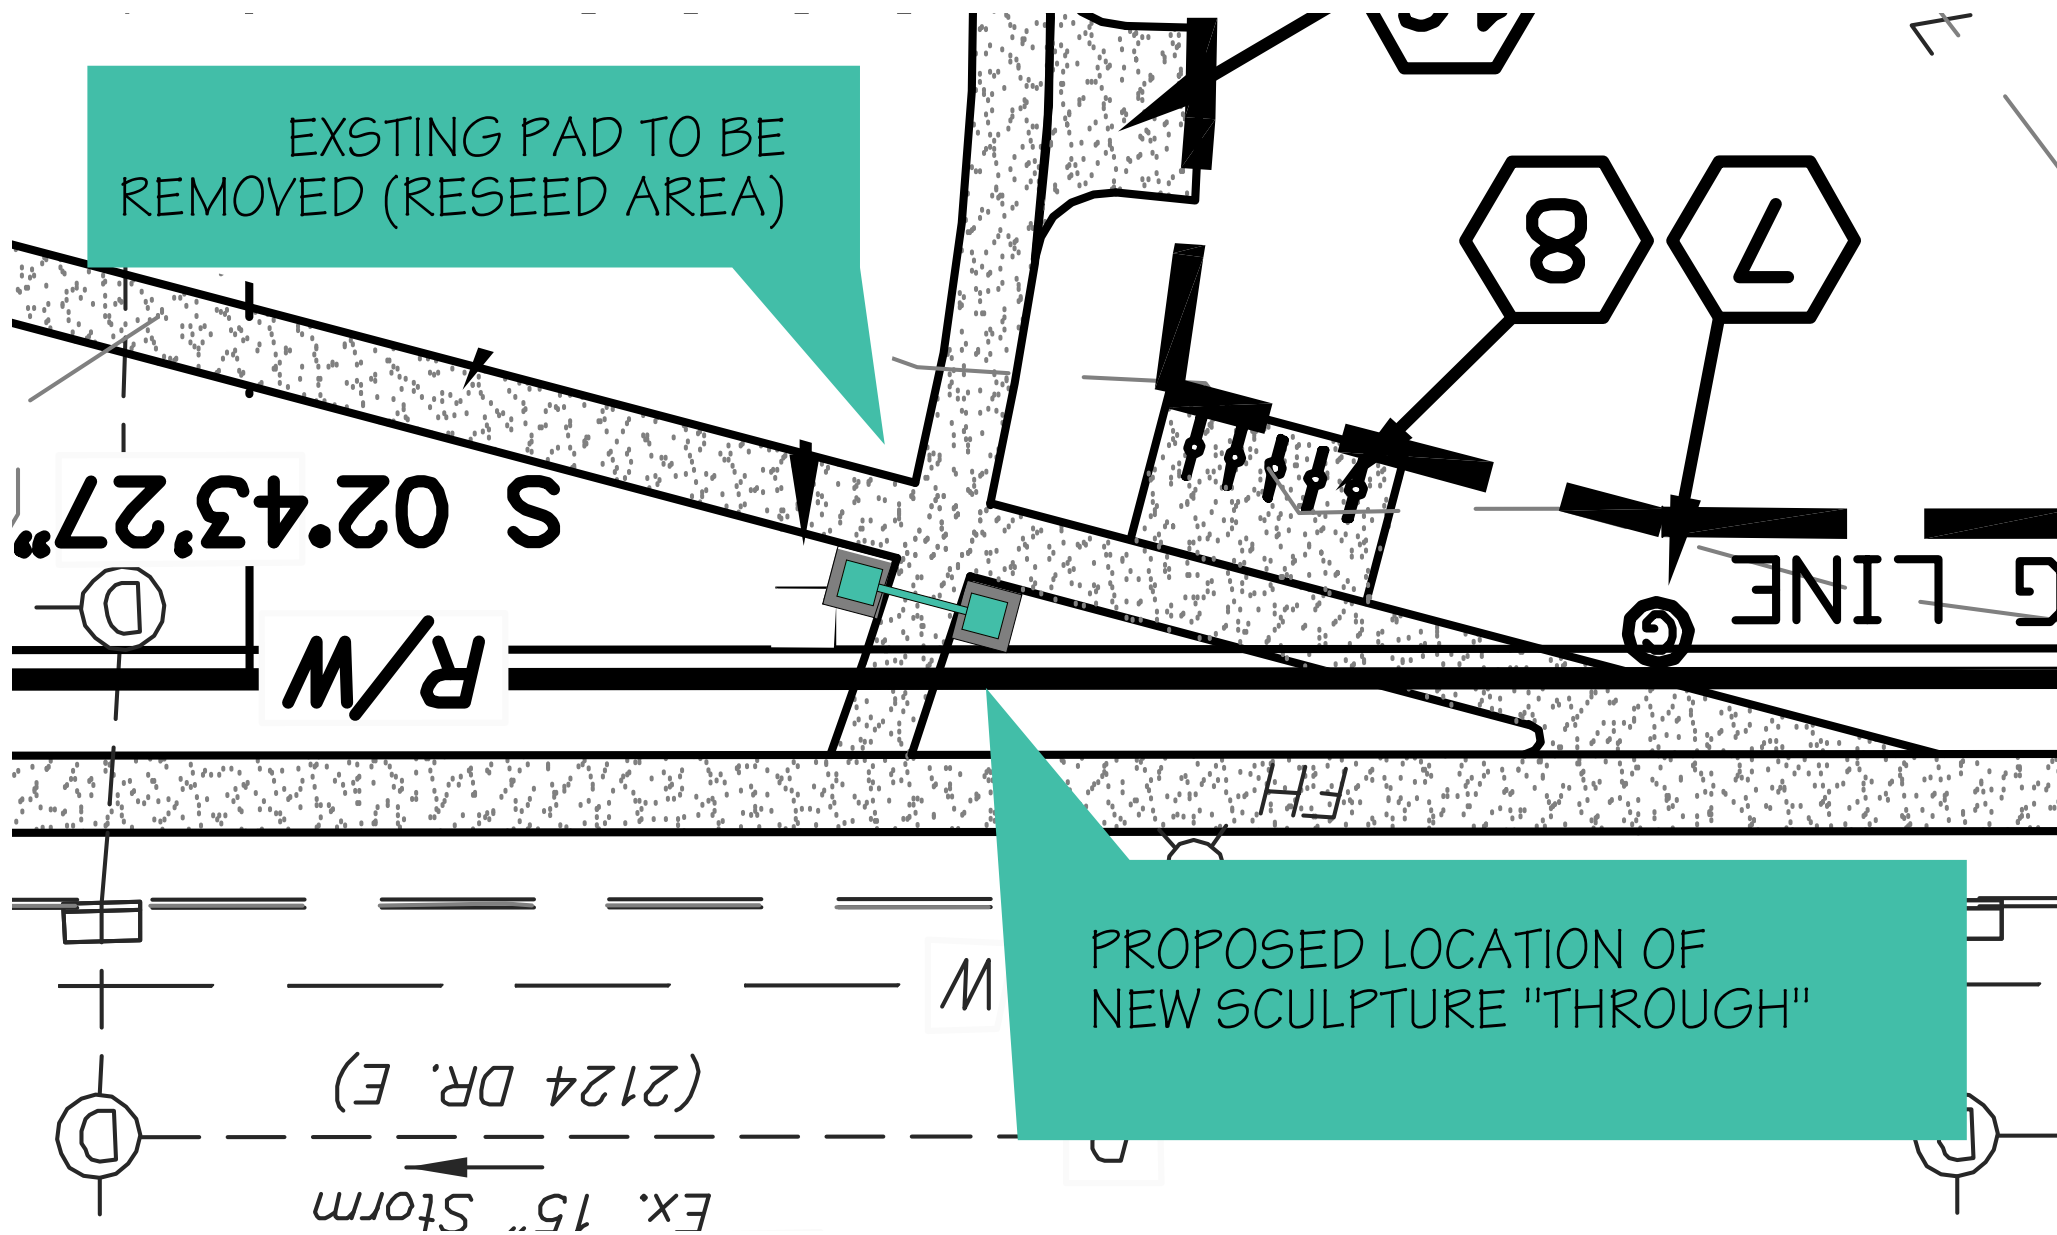 EXSTING PAD TO BE
REMOVED (RESEED AREA)
8
7
S 02°43'27"
D
R/W
G LINE
G
FH
W
PROPOSED LOCATION OF
NEW SCULPTURE "THROUGH"
(2124 DR. E)
D
D
Ex. 15" Storm